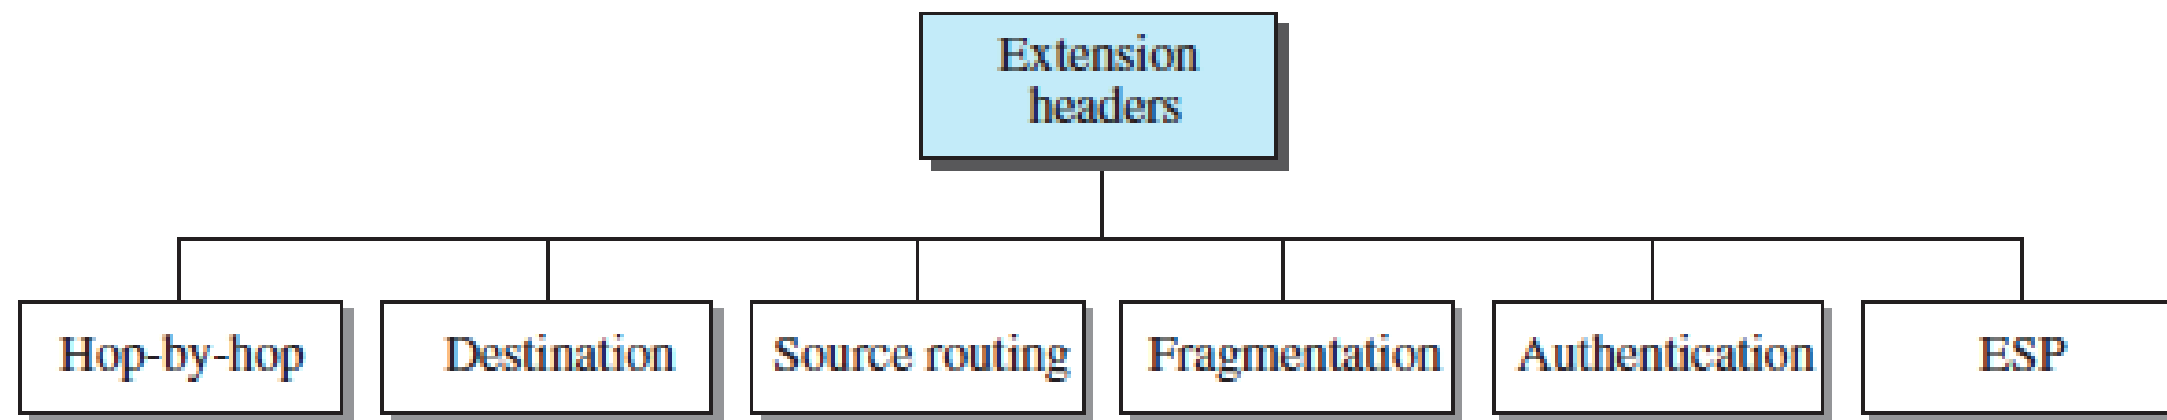 Extension
headers
Hop-by-hop
Destination
Source routing
Fragmentation
Authentication
ESP